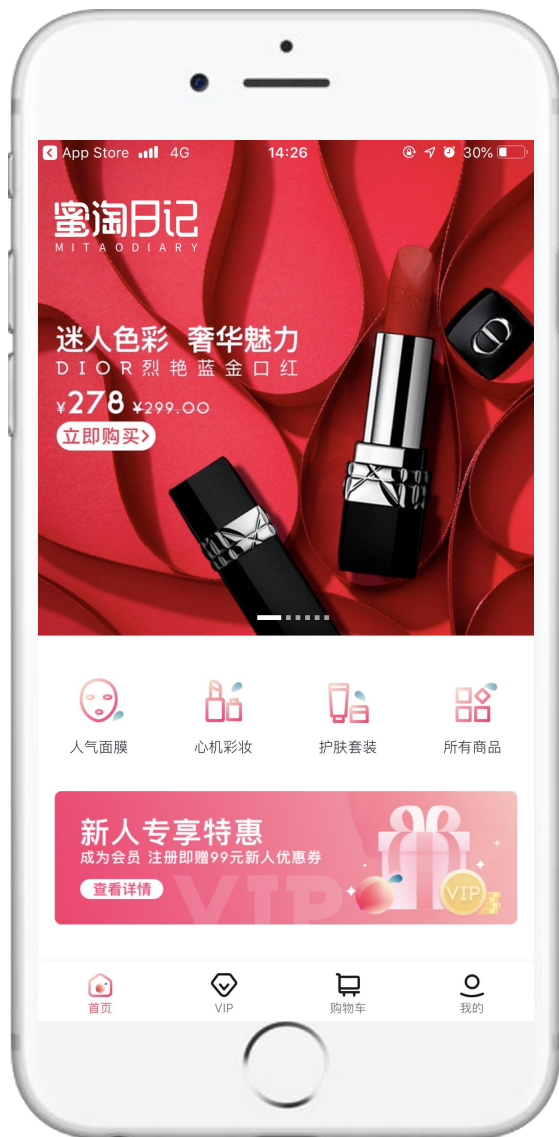 App Store 4G 14:26 30%
蜜淘日记
MITAODIARY
Dior
迷人色彩 奢华魅力
DIOR烈艳蓝金口红
¥278 ¥299.00
立即购买>
人气面膜 心机彩妆 护肤套装 所有商品
新人专享特惠
成为会员 注册即赠99元新人优惠券
查看详情
VIP
VIP
首页 VIP 购物车 我的